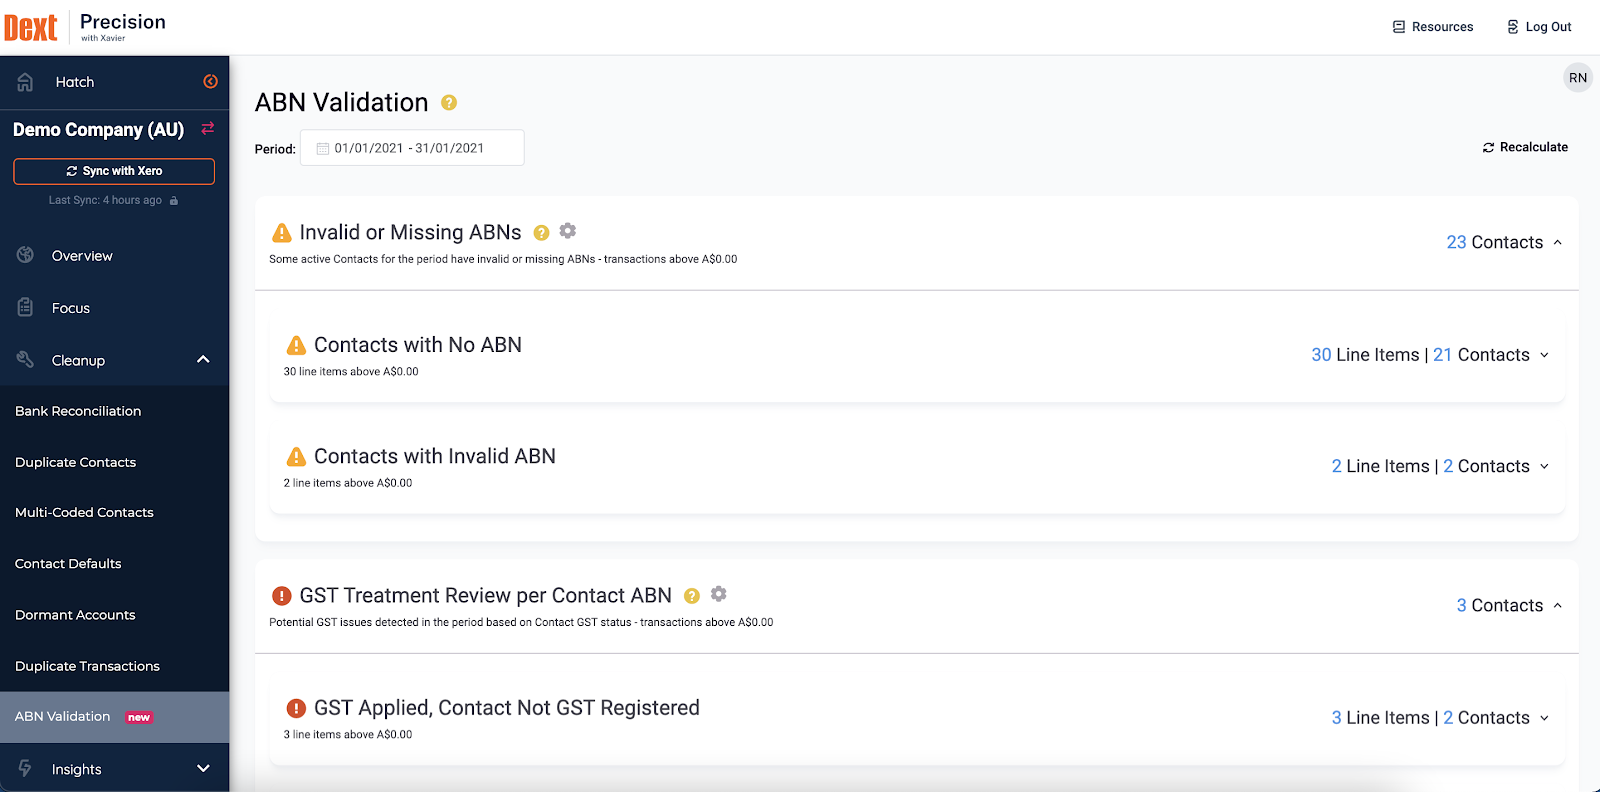 Dext Precision
with Xavier
Resources
Log Out
Hatch
Demo Company (AU)
Sync with Xero
Last Sync: 4 hours ago
Overview
Focus
Cleanup
Bank Reconciliation
Duplicate Contacts
Multi-Coded Contacts
Contact Defaults
Dormant Accounts
Duplicate Transactions
ABN Validation new
Insights
RN
ABN Validation ?
Period: 01/01/2021 - 31/01/2021
Recalculate
Invalid or Missing ABNs ?
Some active Contacts for the period have invalid or missing ABNs - transactions above A$0.00
23 Contacts
Contacts with No ABN
30 line items above A$0.00
30 Line Items | 21 Contacts
Contacts with Invalid ABN
2 line items above A$0.00
2 Line Items | 2 Contacts
GST Treatment Review per Contact ABN ?
Potential GST issues detected in the period based on Contact GST status - transactions above A$0.00
3 Contacts
GST Applied, Contact Not GST Registered
3 line items above A$0.00
3 Line Items | 2 Contacts